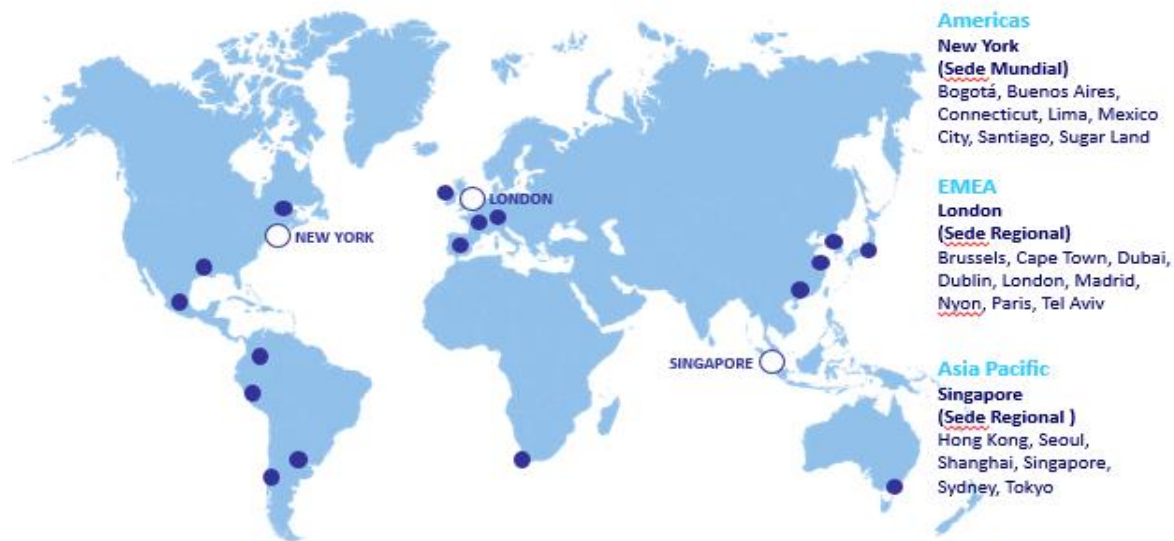 Americas
New York
(Sede Mundial)
Bogotá, Buenos Aires,
Connecticut, Lima, Mexico
City, Santiago, Sugar Land
EMEA
London
(Sede Regional)
Brussels, Cape Town, Dubai,
Dublin, London, Madrid,
Nyon, Paris, Tel Aviv
Asia Pacific
Singapore
(Sede Regional )
Hong Kong, Seoul,
Shanghai, Singapore,
Sydney, Tokyo
LONDON
NEW YORK
SINGAPORE